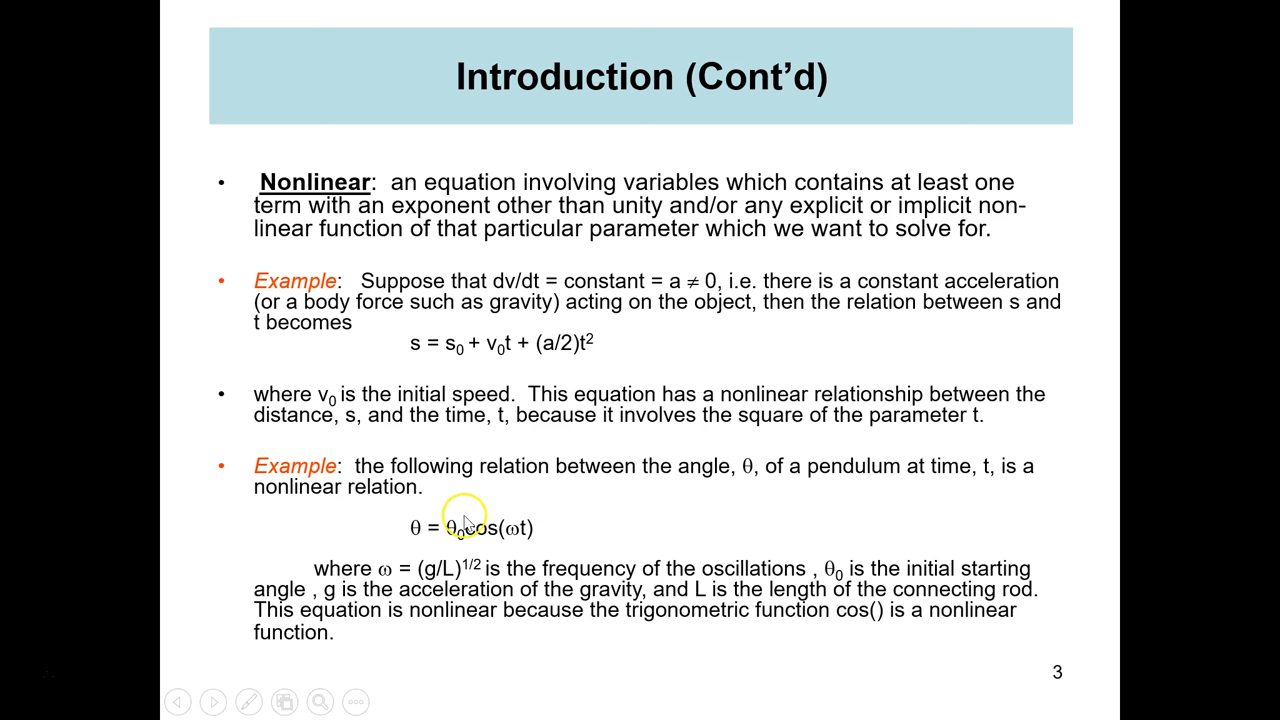 Introduction (Cont’d)
• Nonlinear: an equation involving variables which contains at least one
term with an exponent other than unity and/or any explicit or implicit non-
linear function of that particular parameter which we want to solve for.
• Example: Suppose that dv/dt = constant = a ≠ 0, i.e. there is a constant acceleration
(or a body force such as gravity) acting on the object, then the relation between s and
t becomes
s = s₀ + v₀t + (a/2)t²
• where v₀ is the initial speed. This equation has a nonlinear relationship between the
distance, s, and the time, t, because it involves the square of the parameter t.
• Example: the following relation between the angle, θ, of a pendulum at time, t, is a
nonlinear relation.
θ = θ₀cos(ωt)
where ω = (g/L)¹/² is the frequency of the oscillations , θ₀ is the initial starting
angle , g is the acceleration of the gravity, and L is the length of the connecting rod.
This equation is nonlinear because the trigonometric function cos() is a nonlinear
function.
3